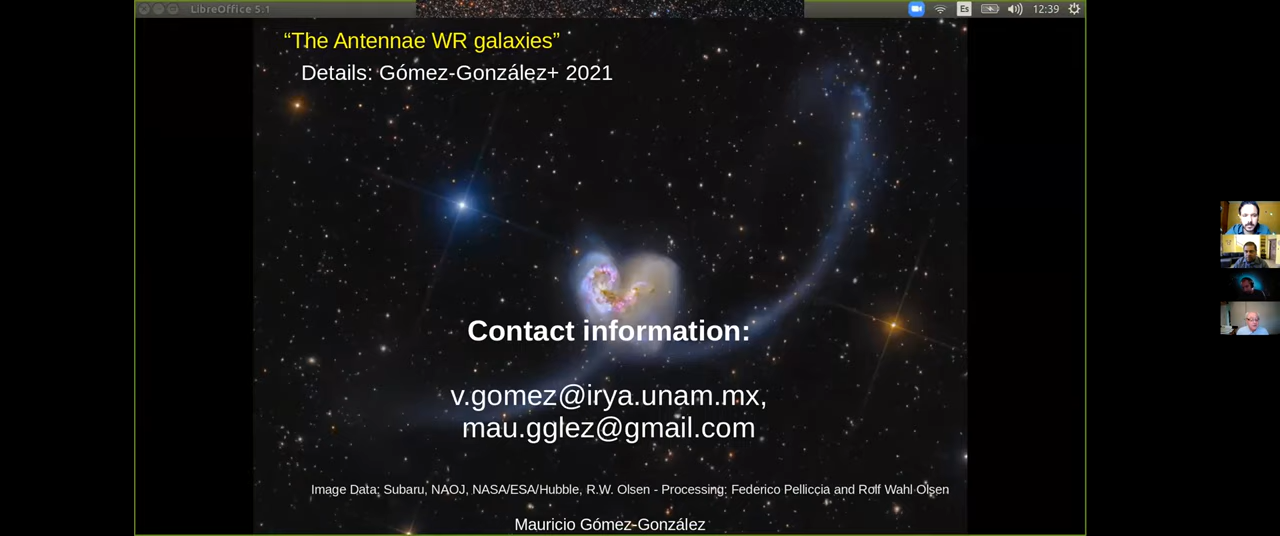 LibreOffice 5.1
Es
12:39
“The Antennae WR galaxies”
Details: Gómez-González+ 2021
Contact information:
v.gomez@irya.unam.mx,
mau.gglez@gmail.com
Image Data: Subaru, NAOJ, NASA/ESA/Hubble, R.W. Olsen - Processing: Federico Pelliccia and Rolf Wahl Olsen
Mauricio Gómez-González